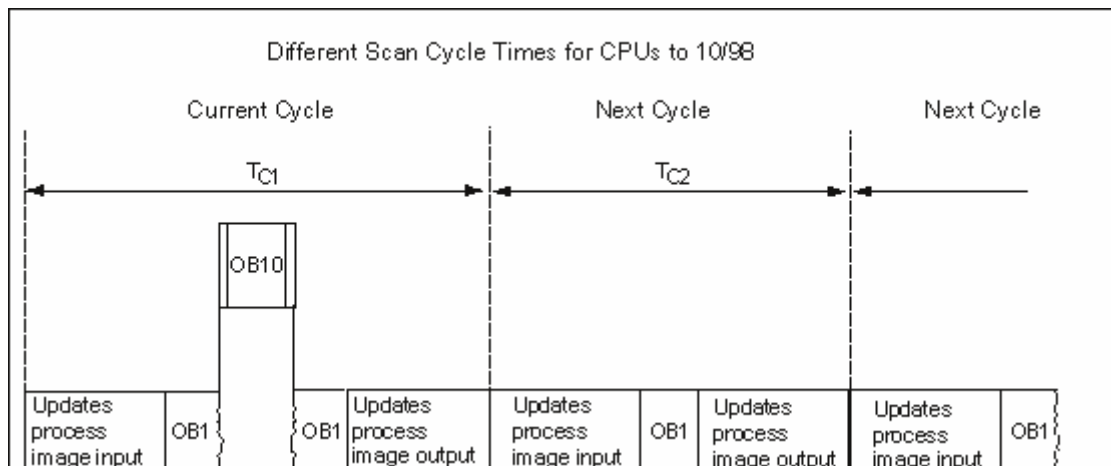 Different Scan Cycle Times for CPUs to 10/98
Current Cycle
Next Cycle
Next Cycle
TC1
TC2
OB10
Updates
process
image input
OB1
OB1
Updates
process
image output
Updates
process
image input
OB1
Updates
process
image output
Updates
process
image input
OB1